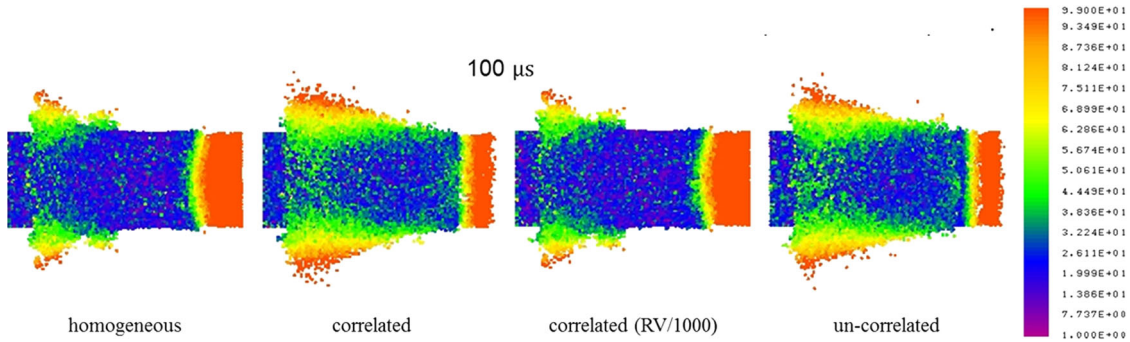 100 μs
9.900E+01
9.349E+01
8.736E+01
8.124E+01
7.511E+01
6.899E+01
6.286E+01
5.674E+01
5.061E+01
4.449E+01
3.836E+01
3.224E+01
2.611E+01
1.999E+01
1.386E+01
7.737E+00
1.000E+00
homogeneous
correlated
correlated (RV/1000)
un-correlated